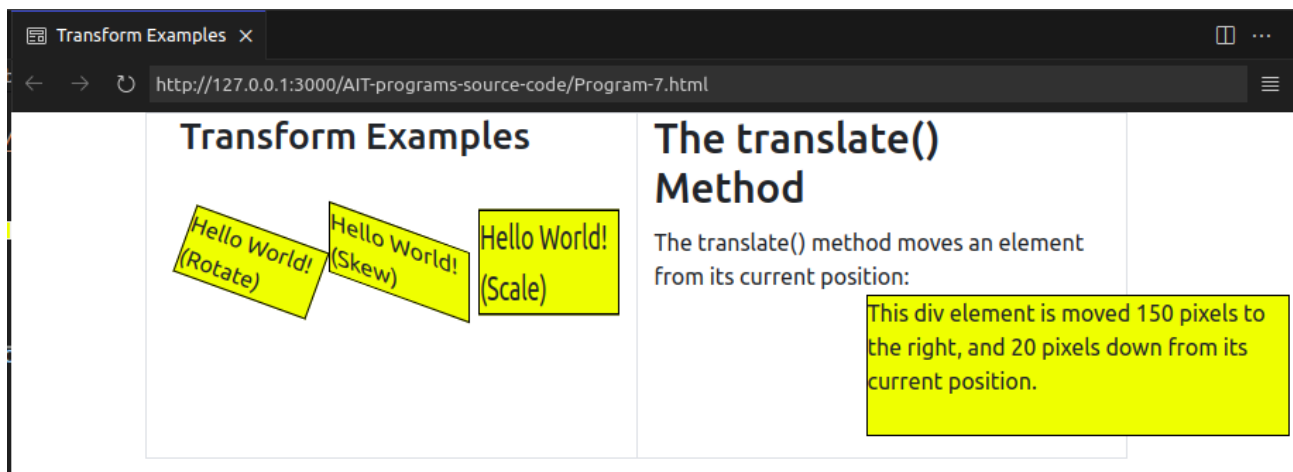 Transform Examples
http://127.0.0.1:3000/AIT-programs-source-code/Program-7.html
Transform Examples
Hello World!
(Rotate)
Hello World!
(Skew)
Hello World!
(Scale)
The translate()
Method
The translate() method moves an element
from its current position:
This div element is moved 150 pixels to
the right, and 20 pixels down from its
current position.